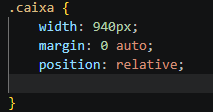 .caixa {
    width: 940px;
    margin: 0 auto;
    position: relative;
}